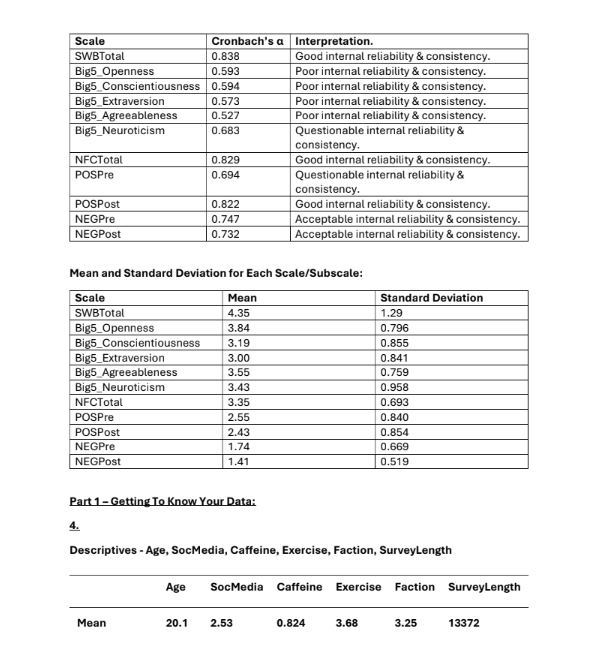 Scale Cronbach's α Interpretation.
SWBTotal 0.838 Good internal reliability & consistency.
Big5_Openness 0.593 Poor internal reliability & consistency.
Big5_Conscientiousness 0.594 Poor internal reliability & consistency.
Big5_Extraversion 0.573 Poor internal reliability & consistency.
Big5_Agreeableness 0.527 Poor internal reliability & consistency.
Big5_Neuroticism 0.683 Questionable internal reliability &
consistency.
NFCTotal 0.829 Good internal reliability & consistency.
POSPre 0.694 Questionable internal reliability &
consistency.
POSPost 0.822 Good internal reliability & consistency.
NEGPre 0.747 Acceptable internal reliability & consistency.
NEGPost 0.732 Acceptable internal reliability & consistency.
Mean and Standard Deviation for Each Scale/Subscale:
Scale Mean Standard Deviation
SWBTotal 4.35 1.29
Big5_Openness 3.84 0.796
Big5_Conscientiousness 3.19 0.855
Big5_Extraversion 3.00 0.841
Big5_Agreeableness 3.55 0.759
Big5_Neuroticism 3.43 0.958
NFCTotal 3.35 0.693
POSPre 2.55 0.840
POSPost 2.43 0.854
NEGPre 1.74 0.669
NEGPost 1.41 0.519
Part 1 – Getting To Know Your Data:
4.
Descriptives - Age, SocMedia, Caffeine, Exercise, Faction, SurveyLength
Age SocMedia Caffeine Exercise Faction SurveyLength
Mean 20.1 2.53 0.824 3.68 3.25 13372